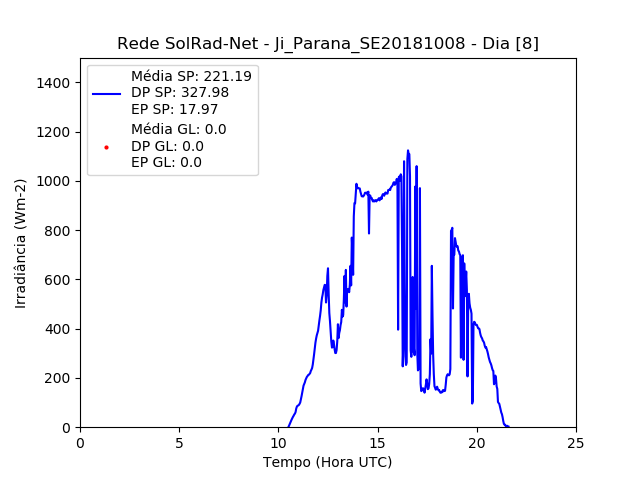 Rede SolRad-Net - Ji_Parana_SE20181008 - Dia [8]
Média SP: 221.19
DP SP: 327.98
EP SP: 17.97
Média GL: 0.0
DP GL: 0.0
EP GL: 0.0
Irradiância (Wm-2)
1400
1200
1000
800
600
400
200
0
0 5 10 15 20 25
Tempo (Hora UTC)